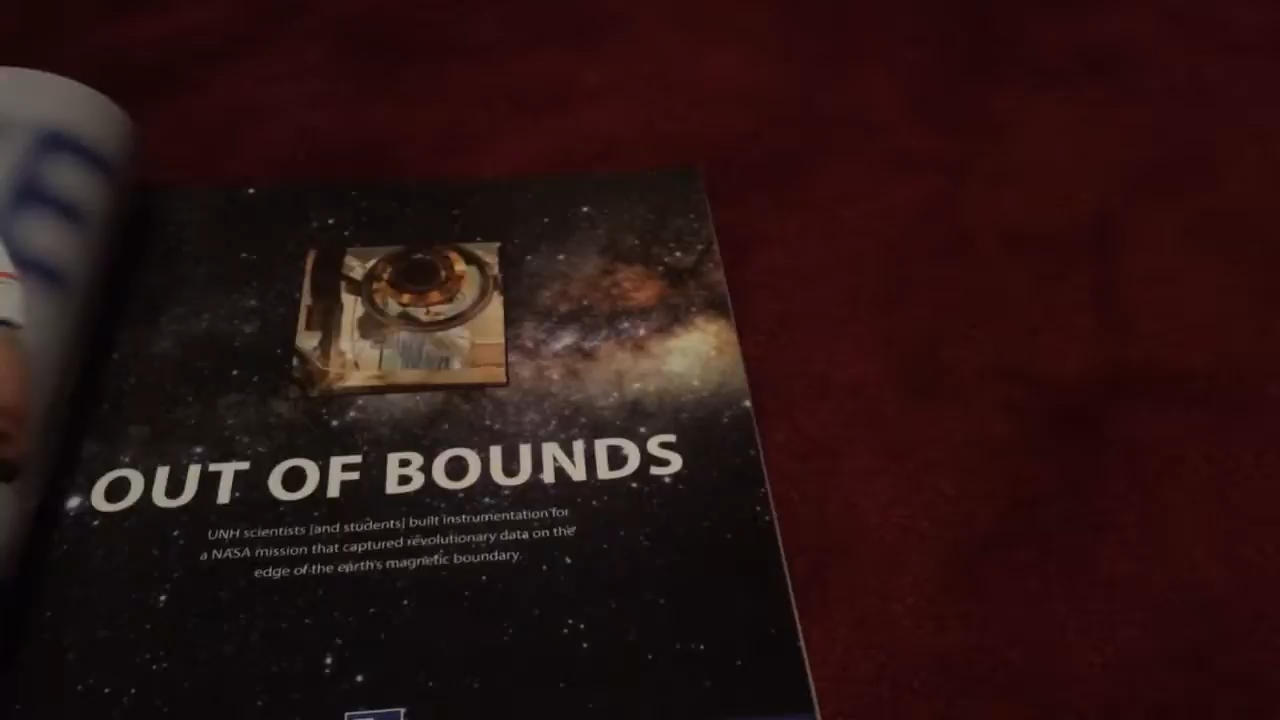 E
OUT OF BOUNDS
UNH scientists [and students] built instrumentation for
a NASA mission that captured revolutionary data on the
edge of the earth's magnetic boundary.